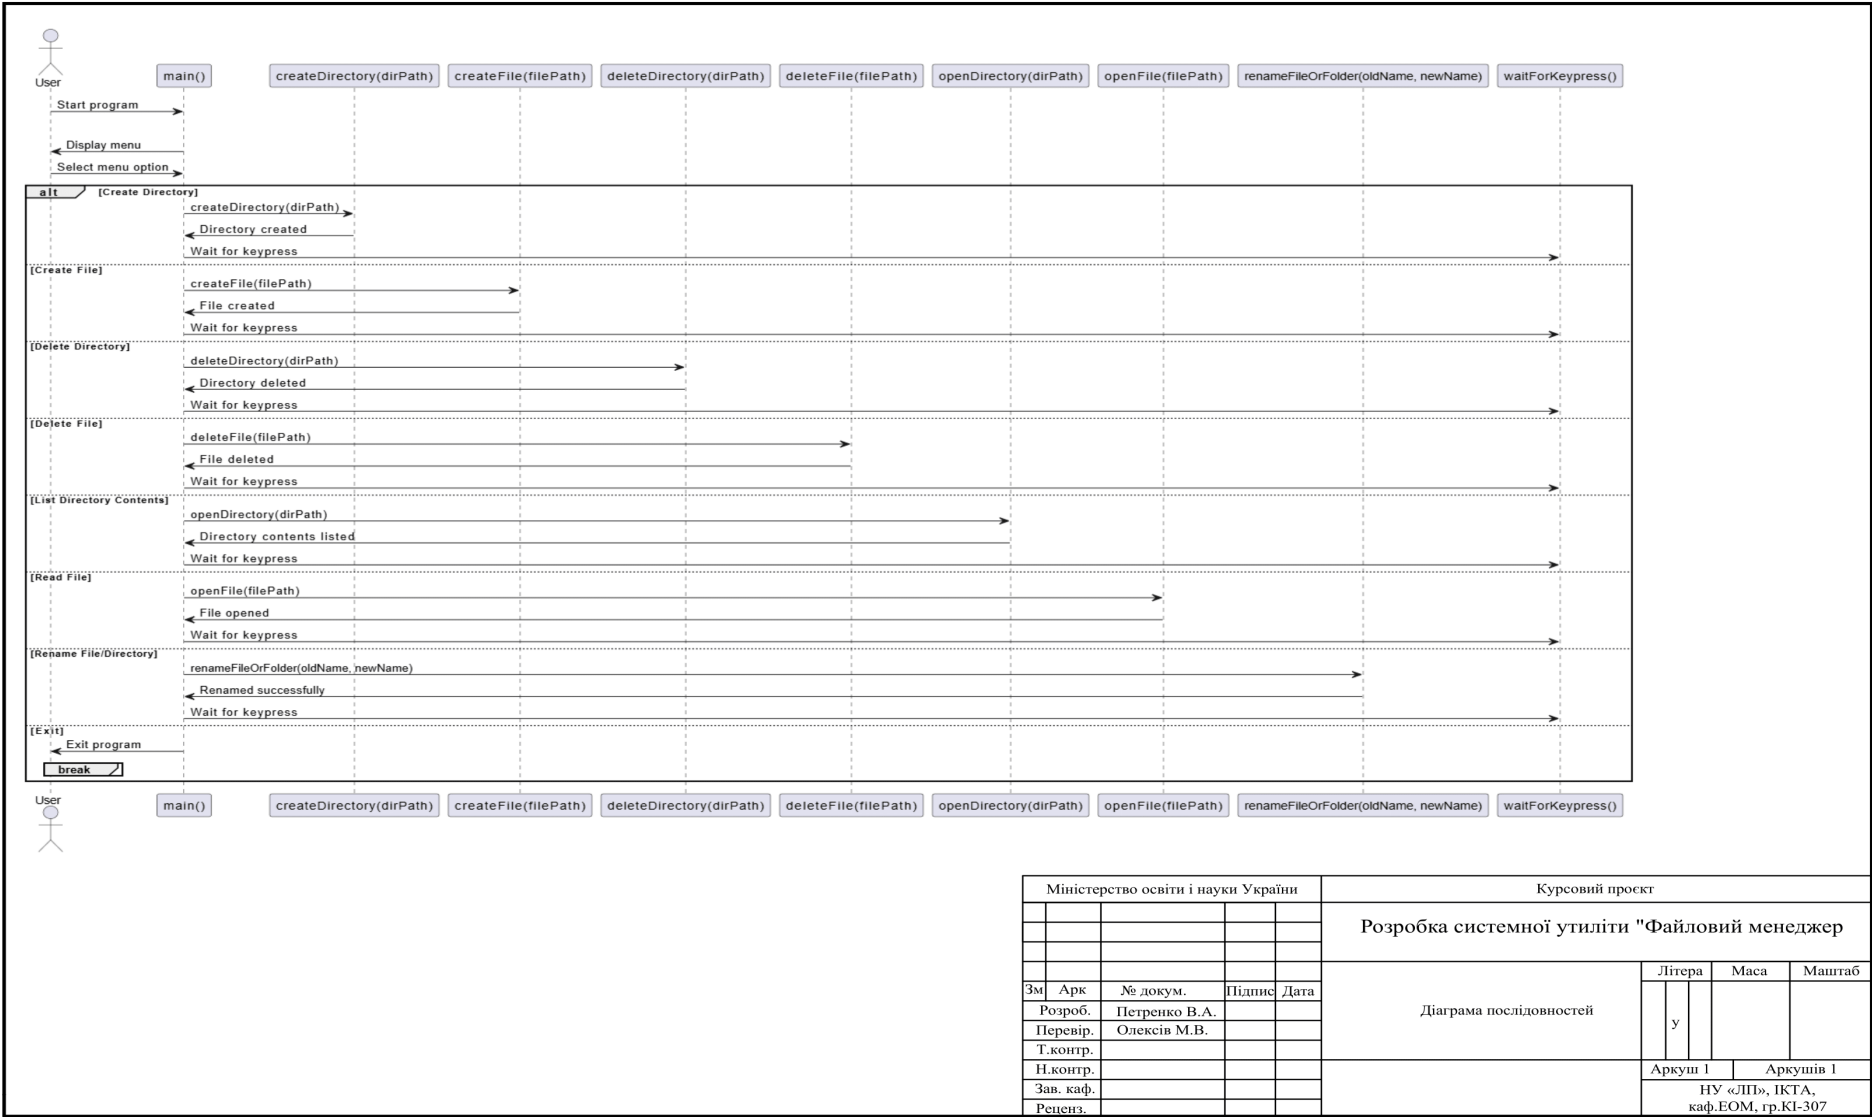 User
main()
createDirectory(dirPath)
createFile(filePath)
deleteDirectory(dirPath)
deleteFile(filePath)
openDirectory(dirPath)
openFile(filePath)
renameFileOrFolder(oldName, newName)
waitForKeypress()
Start program
Display menu
Select menu option
alt [Create Directory]
createDirectory(dirPath)
Directory created
Wait for keypress
[Create File]
createFile(filePath)
File created
Wait for keypress
[Delete Directory]
deleteDirectory(dirPath)
Directory deleted
Wait for keypress
[Delete File]
deleteFile(filePath)
File deleted
Wait for keypress
[List Directory Contents]
openDirectory(dirPath)
Directory contents listed
Wait for keypress
[Read File]
openFile(filePath)
File opened
Wait for keypress
[Rename File/Directory]
renameFileOrFolder(oldName, newName)
Renamed successfully
Wait for keypress
[Exit]
Exit program
break
User
main()
createDirectory(dirPath)
createFile(filePath)
deleteDirectory(dirPath)
deleteFile(filePath)
openDirectory(dirPath)
openFile(filePath)
renameFileOrFolder(oldName, newName)
waitForKeypress()
Міністерство освіти і науки України
Курсовий проєкт
Розробка системної утиліти "Файловий менеджер
Літера Маса Маштаб
Зм Арк № докум. Підпис Дата
Розроб. Петренко В.А.
Перевір. Олексів М.В.
Т.контр.
Н.контр.
Зав. каф.
Реценз.
Діаграма послідовностей
У
Аркуш 1 Аркушів 1
НУ «ЛП», ІКТА,
каф.ЕОМ, гр.КІ-307